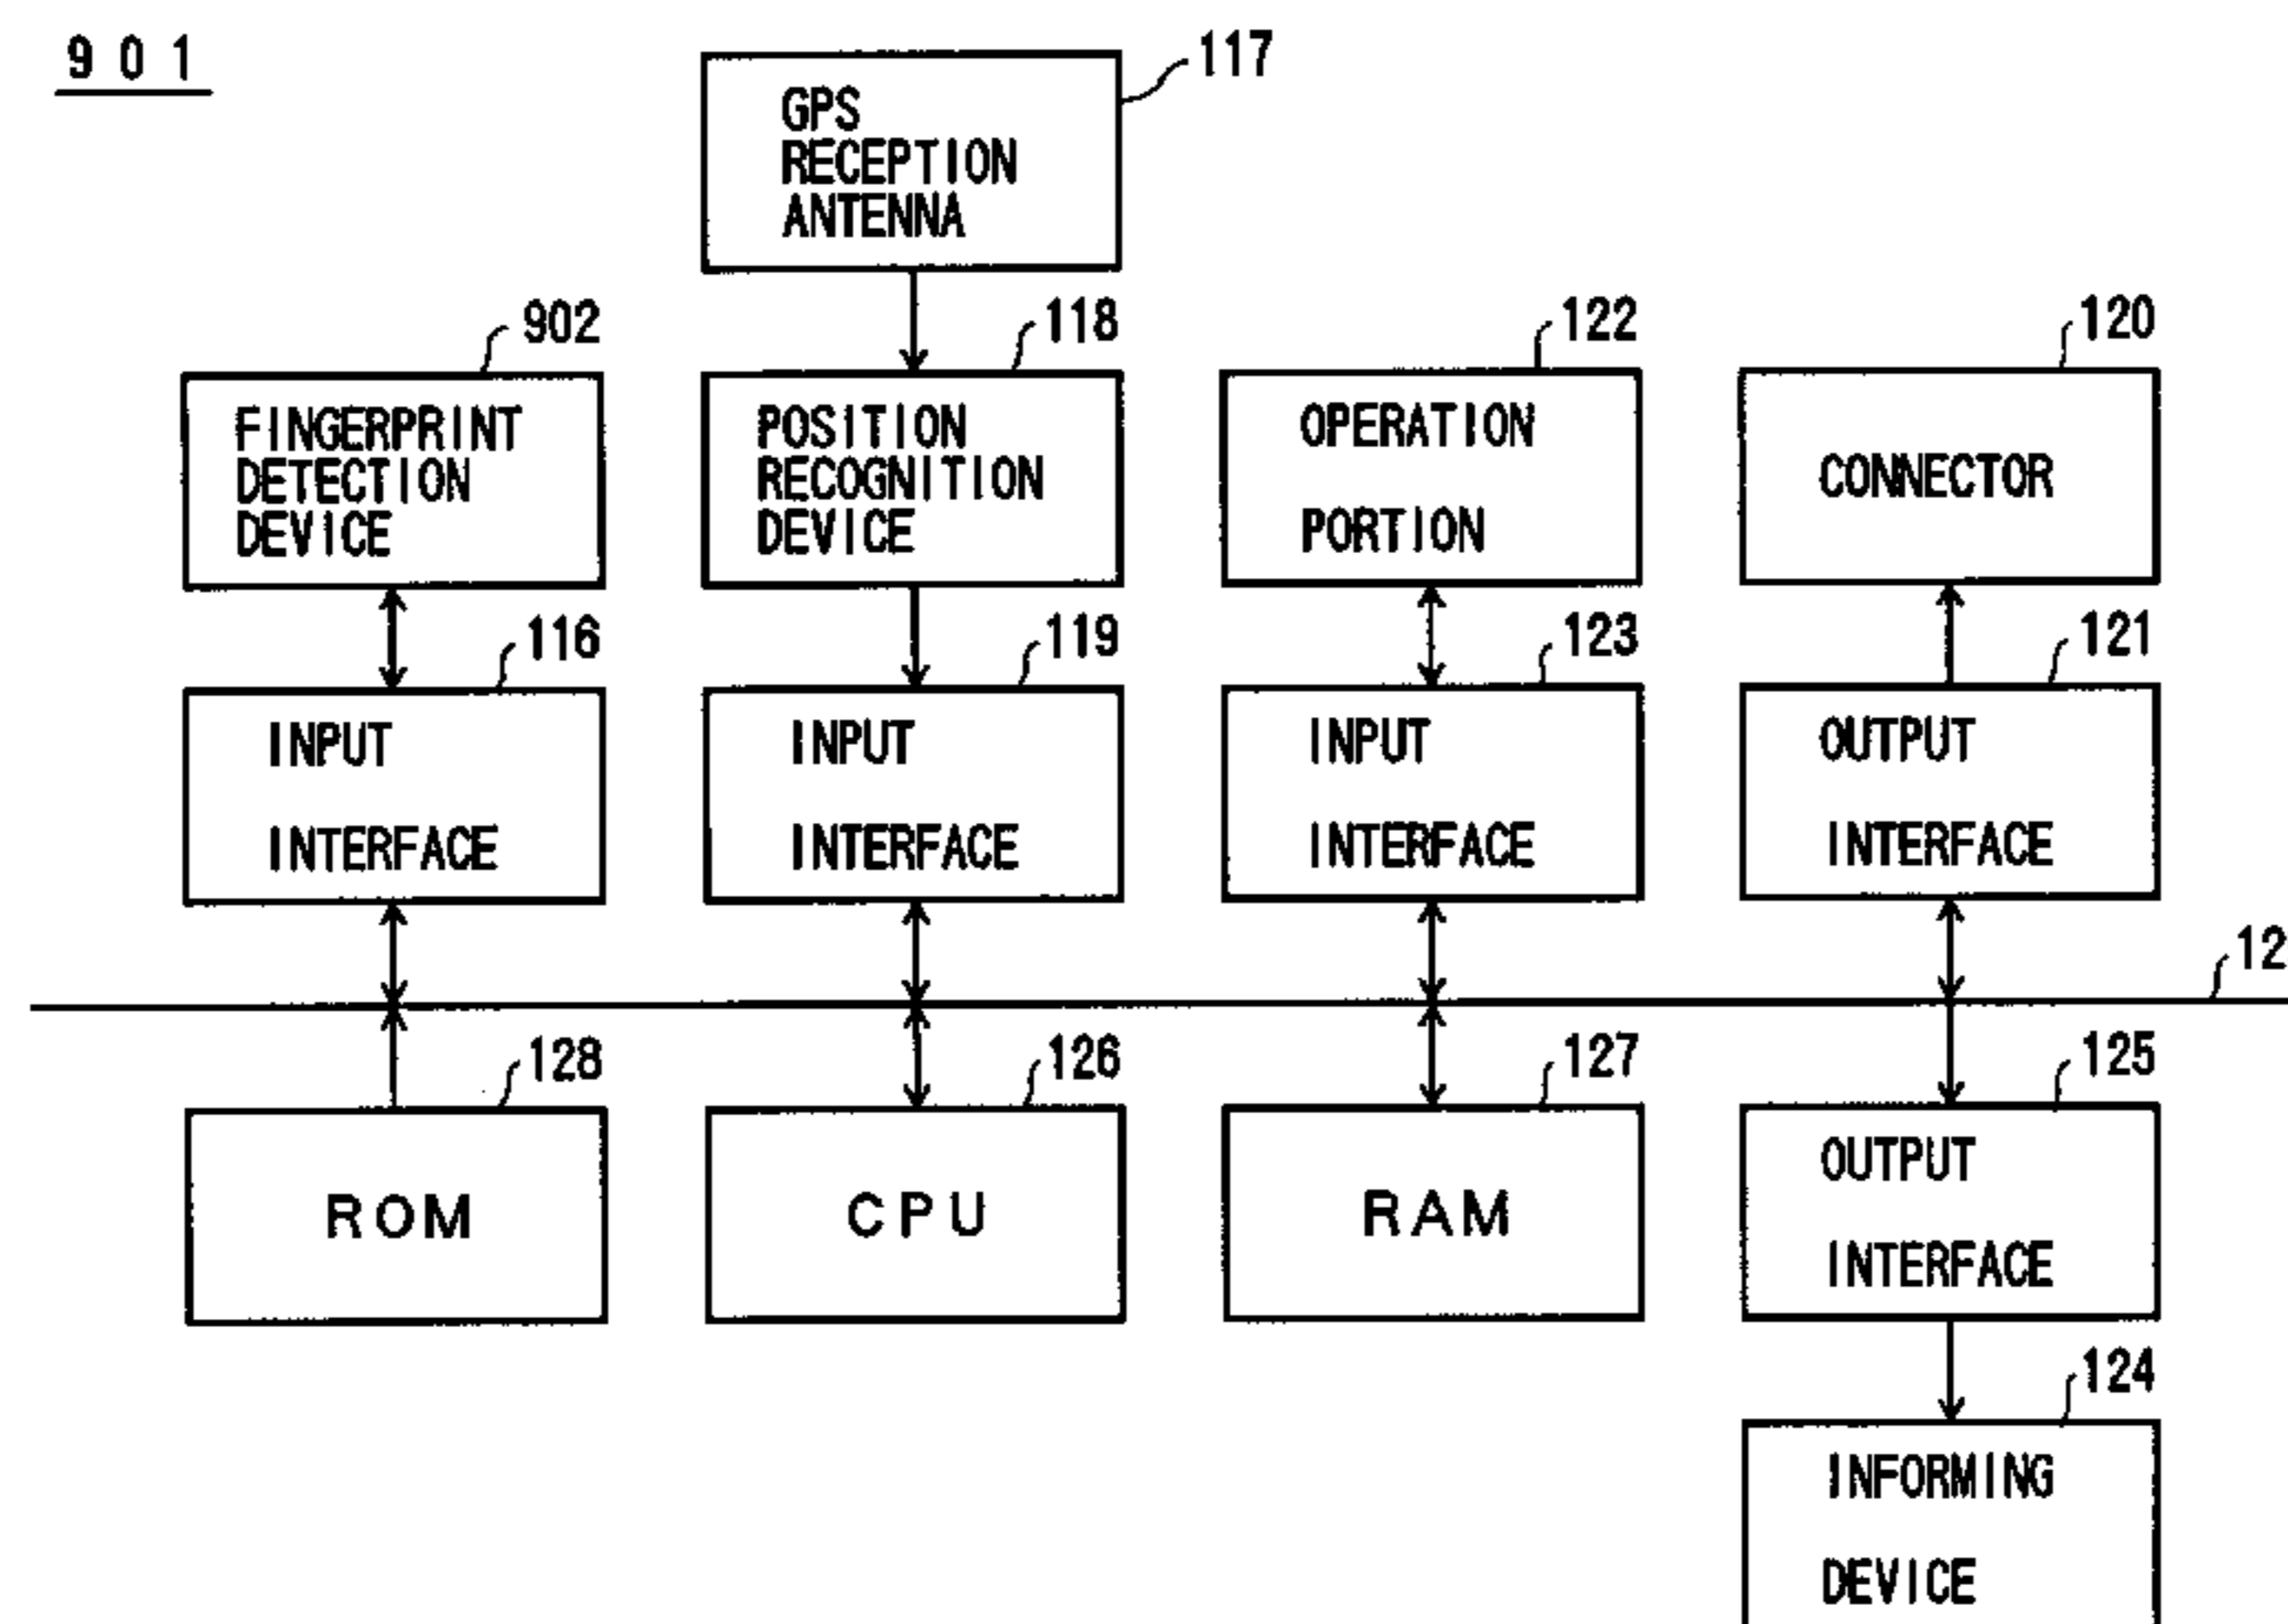 901
117
GPS
RECEPTION
ANTENNA
902
118
122
120
FINGERPRINT
DETECTION
DEVICE
POSITION
RECOGNITION
DEVICE
OPERATION
PORTION
CONNECTOR
116
119
123
121
INPUT
INTERFACE
INPUT
INTERFACE
INPUT
INTERFACE
OUTPUT
INTERFACE
12
128
126
127
125
ROM
CPU
RAM
OUTPUT
INTERFACE
124
INFORMING
DEVICE